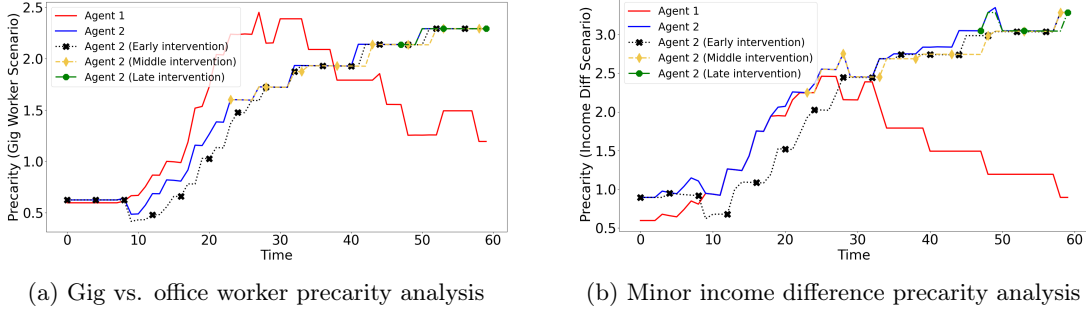 Precarity (Gig Worker Scenario)
2.5
2.0
1.5
1.0
0.5
Agent 1
Agent 2
Agent 2 (Early intervention)
Agent 2 (Middle intervention)
Agent 2 (Late intervention)
0 10 20 30 40 50 60
Time
(a) Gig vs. office worker precarity analysis
Precarity (Income Diff Scenario)
3.0
2.5
2.0
1.5
1.0
0.5
Agent 1
Agent 2
Agent 2 (Early intervention)
Agent 2 (Middle intervention)
Agent 2 (Late intervention)
0 10 20 30 40 50 60
Time
(b) Minor income difference precarity analysis